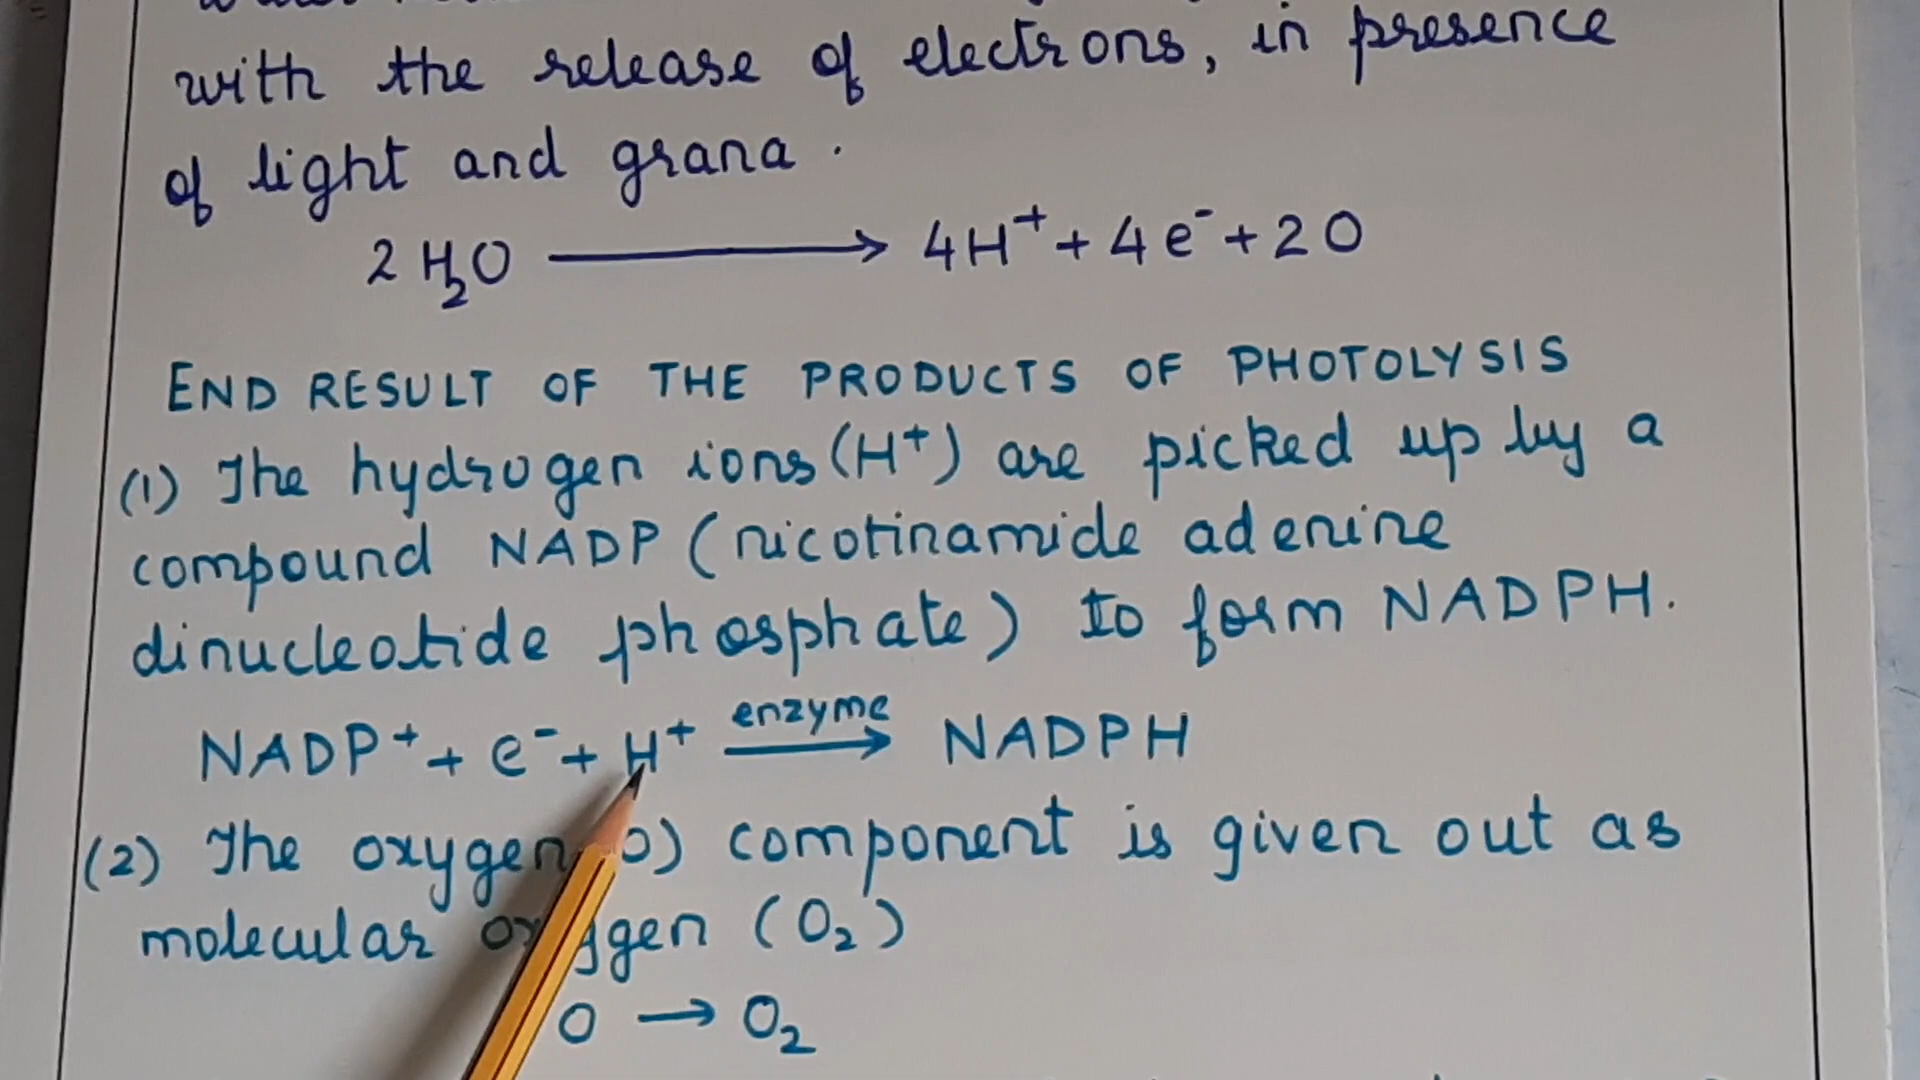 with the release of electrons, in presence
of light and grana.
2 H₂O ⟶ 4H⁺ + 4e⁻ + 2O
END RESULT OF THE PRODUCTS OF PHOTOLYSIS
(1) The hydrogen ions (H⁺) are picked up by a
compound NADP (nicotinamide adenine
dinucleotide phosphate) to form NADPH.
enzyme
NADP⁺ + e⁻ + H⁺ ⟶ NADPH
(2) The oxygen O) component is given out as
molecular oxygen (O₂)
O → O₂